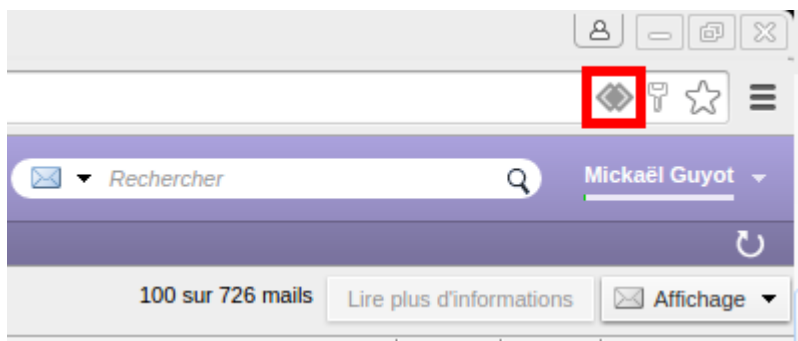 Rechercher
Mickaël Guyot
100 sur 726 mails
Lire plus d'informations
Affichage